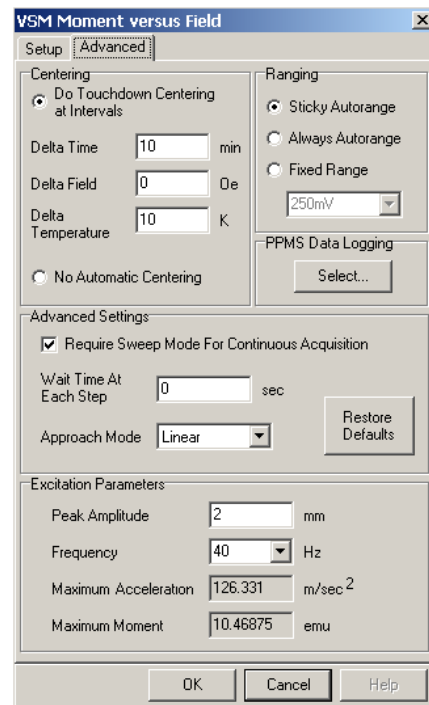 VSM Moment versus Field
Setup Advanced
Centering
Do Touchdown Centering
at Intervals
Delta Time 10 min
Delta Field 0 Oe
Delta
Temperature 10 K
No Automatic Centering
Ranging
Sticky Autorange
Always Autorange
Fixed Range
250mV
PPMS Data Logging
Select...
Advanced Settings
Require Sweep Mode For Continuous Acquisition
Wait Time At
Each Step 0 sec
Approach Mode Linear
Restore
Defaults
Excitation Parameters
Peak Amplitude 2 mm
Frequency 40 Hz
Maximum Acceleration 126.331 m/sec 2
Maximum Moment 10.46875 emu
OK Cancel Help